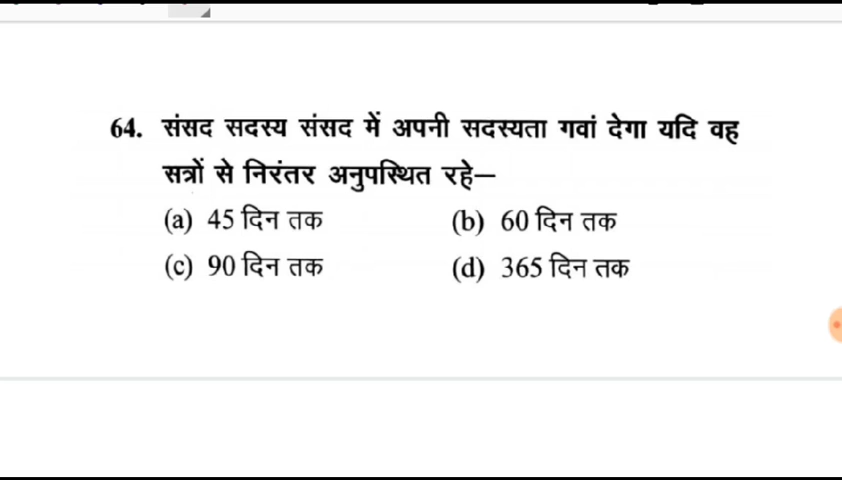 64. संसद सदस्य संसद में अपनी सदस्यता गवां देगा यदि वह
सत्रों से निरंतर अनुपस्थित रहे–
(a) 45 दिन तक (b) 60 दिन तक
(c) 90 दिन तक (d) 365 दिन तक